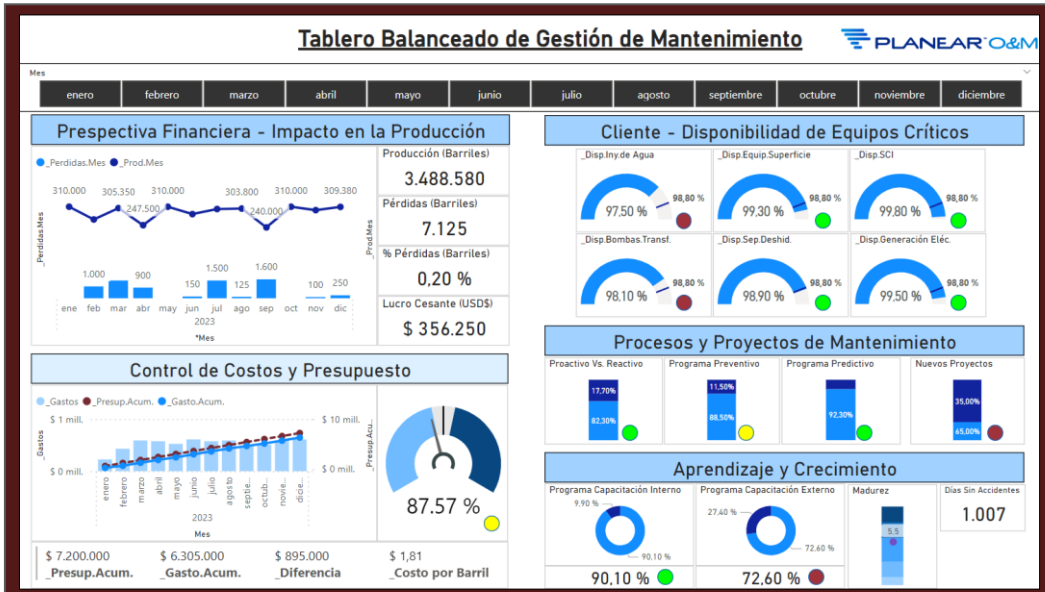 Tablero Balanceado de Gestión de Mantenimiento
PLANEAR O&M
Mes
enero febrero marzo abril mayo junio julio agosto septiembre octubre noviembre diciembre
Prespectiva Financiera - Impacto en la Producción
_Perdidas.Mes _Prod.Mes
310.000 305.350 310.000 303.800 310.000 309.380
247.500 240.000
_Perdidas.Mes
_Prod.Mes
1.000 900 150 1.500 125 1.600 100 250
ene feb mar abr may jun jul ago sep oct nov dic
2023
*Mes
Producción (Barriles)
3.488.580
Pérdidas (Barriles)
7.125
% Pérdidas (Barriles)
0,20 %
Lucro Cesante (USD$)
$ 356.250
Control de Costos y Presupuesto
_Gastos _Presup.Acum. _Gasto.Acum.
$ 1 mill. $ 10 mill.
_Gastos
_Presup.Acu...
$ 0 mill. $ 0 mill.
enero febrero marzo abril mayo junio julio agosto septie... octub... novie... dicie...
2023
Mes
87.57 %
$ 7.200.000 $ 6.305.000 $ 895.000 $ 1,81
_Presup.Acum. _Gasto.Acum. _Diferencia _Costo por Barril
Cliente - Disponibilidad de Equipos Críticos
_Disp.Iny.de Agua _Disp.Equip.Superficie _Disp.SCI
98,80 % 98,80 % 98,80 %
97,50 % 99,30 % 99,80 %
_Disp.Bombas.Transf. _Disp.Sep.Deshid. _Disp.Generación Eléc.
98,80 % 98,80 % 98,80 %
98,10 % 98,90 % 99,50 %
Procesos y Proyectos de Mantenimiento
Proactivo Vs. Reactivo Programa Preventivo Programa Predictivo Nuevos Proyectos
17,70% 11,50% 35,00%
82,30% 88,50% 92,30% 65,00%
Aprendizaje y Crecimiento
Programa Capacitación Interno Programa Capacitación Externo Madurez Días Sin Accidentes
9,90 % 27,40 % 5.5 1.007
90,10 % 72,60 %
90,10 % 72,60 %